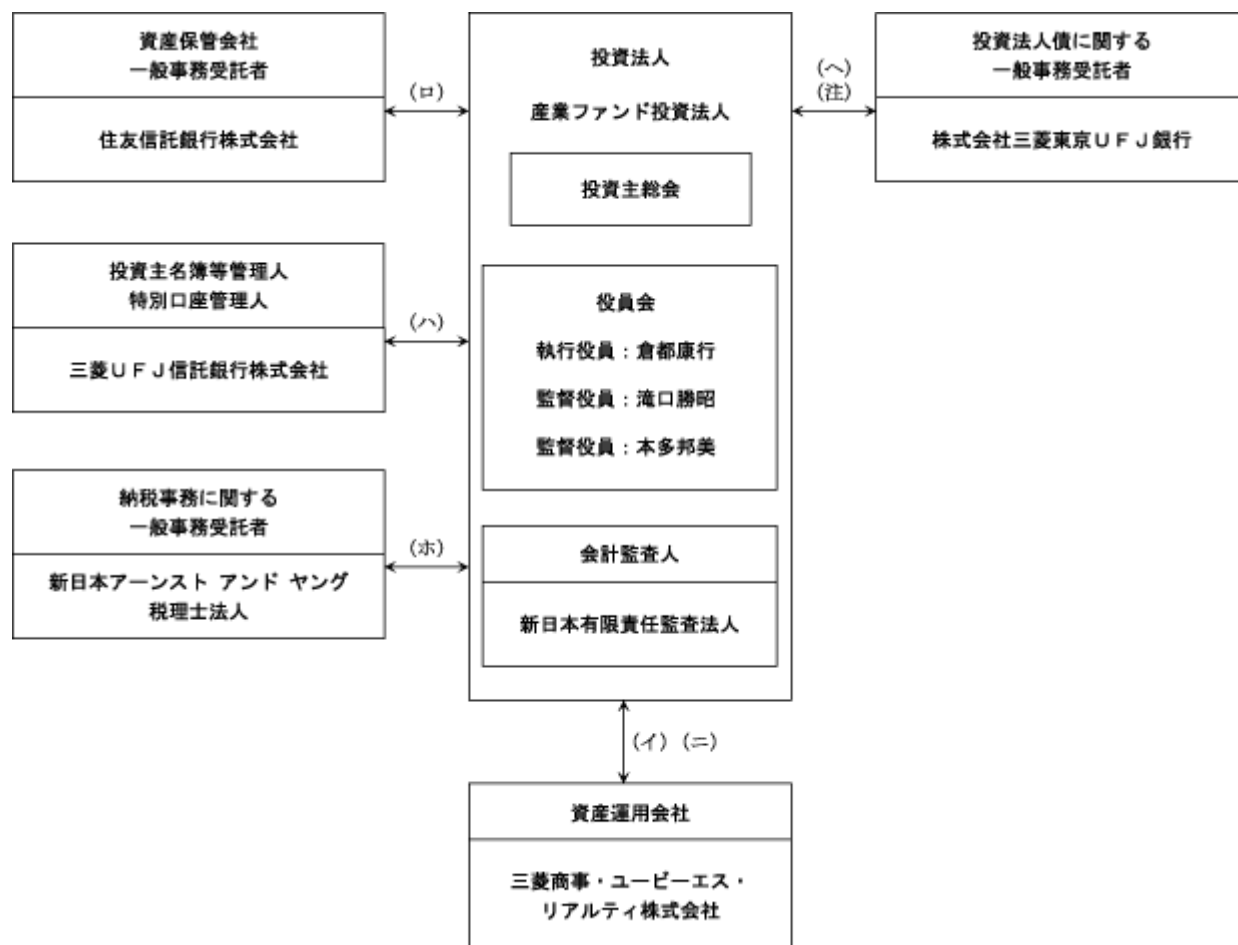 資産保管会社
一般事務受託者
住友信託銀行株式会社
(ロ)
投資主名簿等管理人
特別口座管理人
三菱UFJ信託銀行株式会社
(ハ)
納税事務に関する
一般事務受託者
新日本アーンスト アンド ヤング
税理士法人
(ホ)
投資法人
産業ファンド投資法人
投資主総会
役員会
執行役員:倉都康行
監督役員:滝口勝昭
監督役員:本多邦美
会計監査人
新日本有限責任監査法人
(ヘ)
(注)
投資法人債に関する
一般事務受託者
株式会社三菱東京UFJ銀行
(イ) (ニ)
資産運用会社
三菱商事・ユービーエス・
リアルティ株式会社